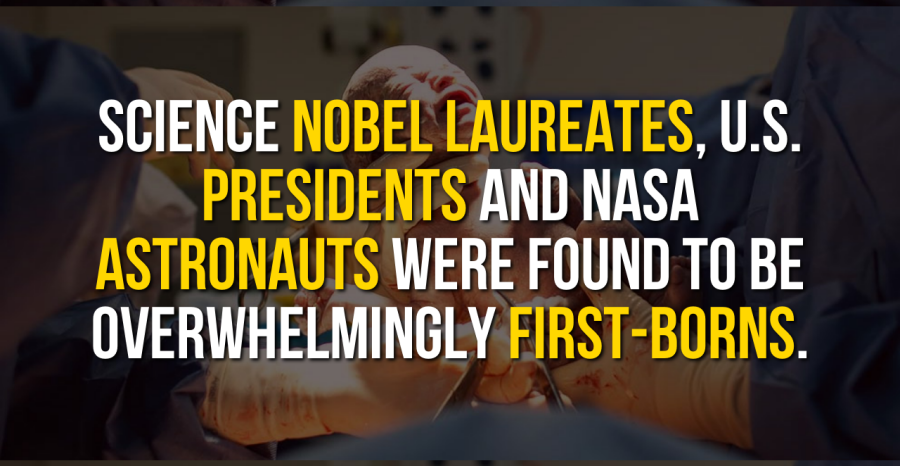 SCIENCE NOBEL LAUREATES, U.S.
PRESIDENTS AND NASA
ASTRONAUTS WERE FOUND TO BE
OVERWHELMINGLY FIRST-BORNS.